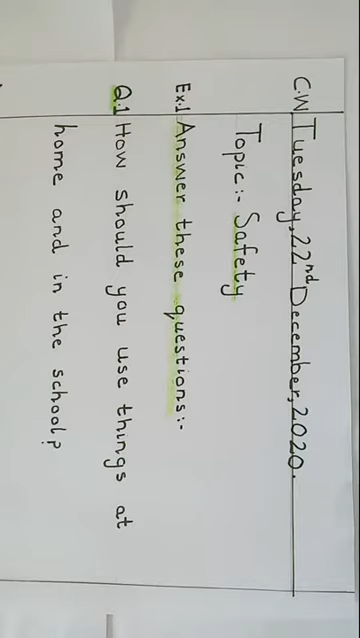 C.W Tuesday, 22nd December, 2020.
Topic:- Safety
Ex:1 Answer these questions:-
Q.1 How should you use things at
home and in the school?